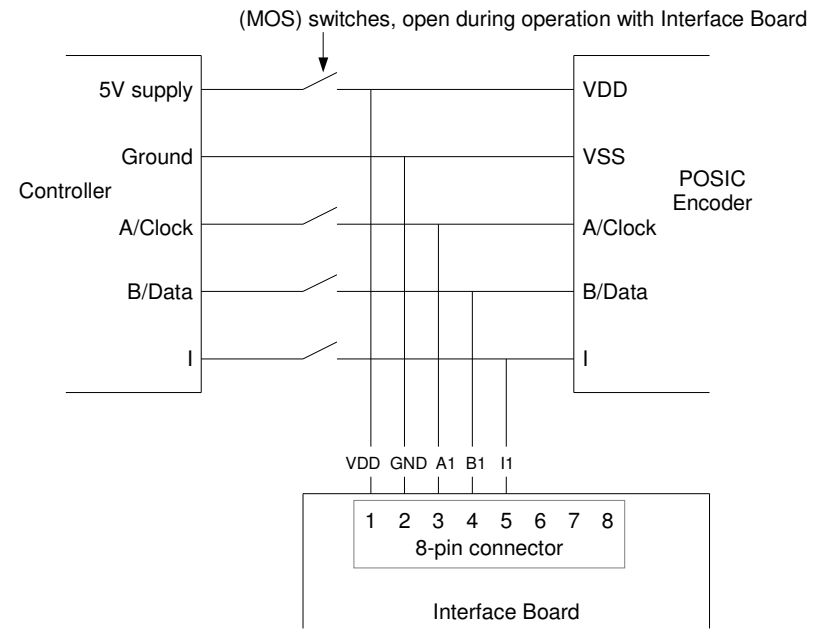 (MOS) switches, open during operation with Interface Board
5V supply
VDD
Ground
VSS
Controller
POSIC
Encoder
A/Clock
A/Clock
B/Data
B/Data
I
I
VDD GND A1 B1 I1
1 2 3 4 5 6 7 8
8-pin connector
Interface Board